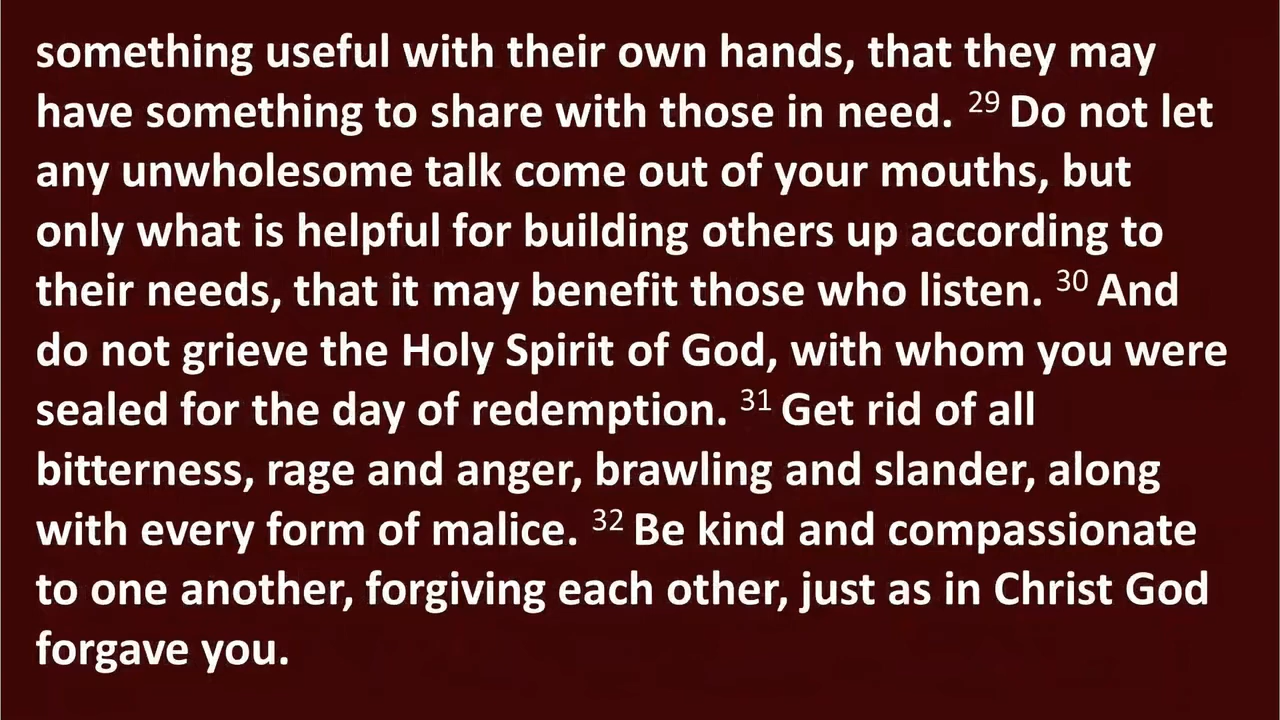 something useful with their own hands, that they may
have something to share with those in need. 29 Do not let
any unwholesome talk come out of your mouths, but
only what is helpful for building others up according to
their needs, that it may benefit those who listen. 30 And
do not grieve the Holy Spirit of God, with whom you were
sealed for the day of redemption. 31 Get rid of all
bitterness, rage and anger, brawling and slander, along
with every form of malice. 32 Be kind and compassionate
to one another, forgiving each other, just as in Christ God
forgave you.